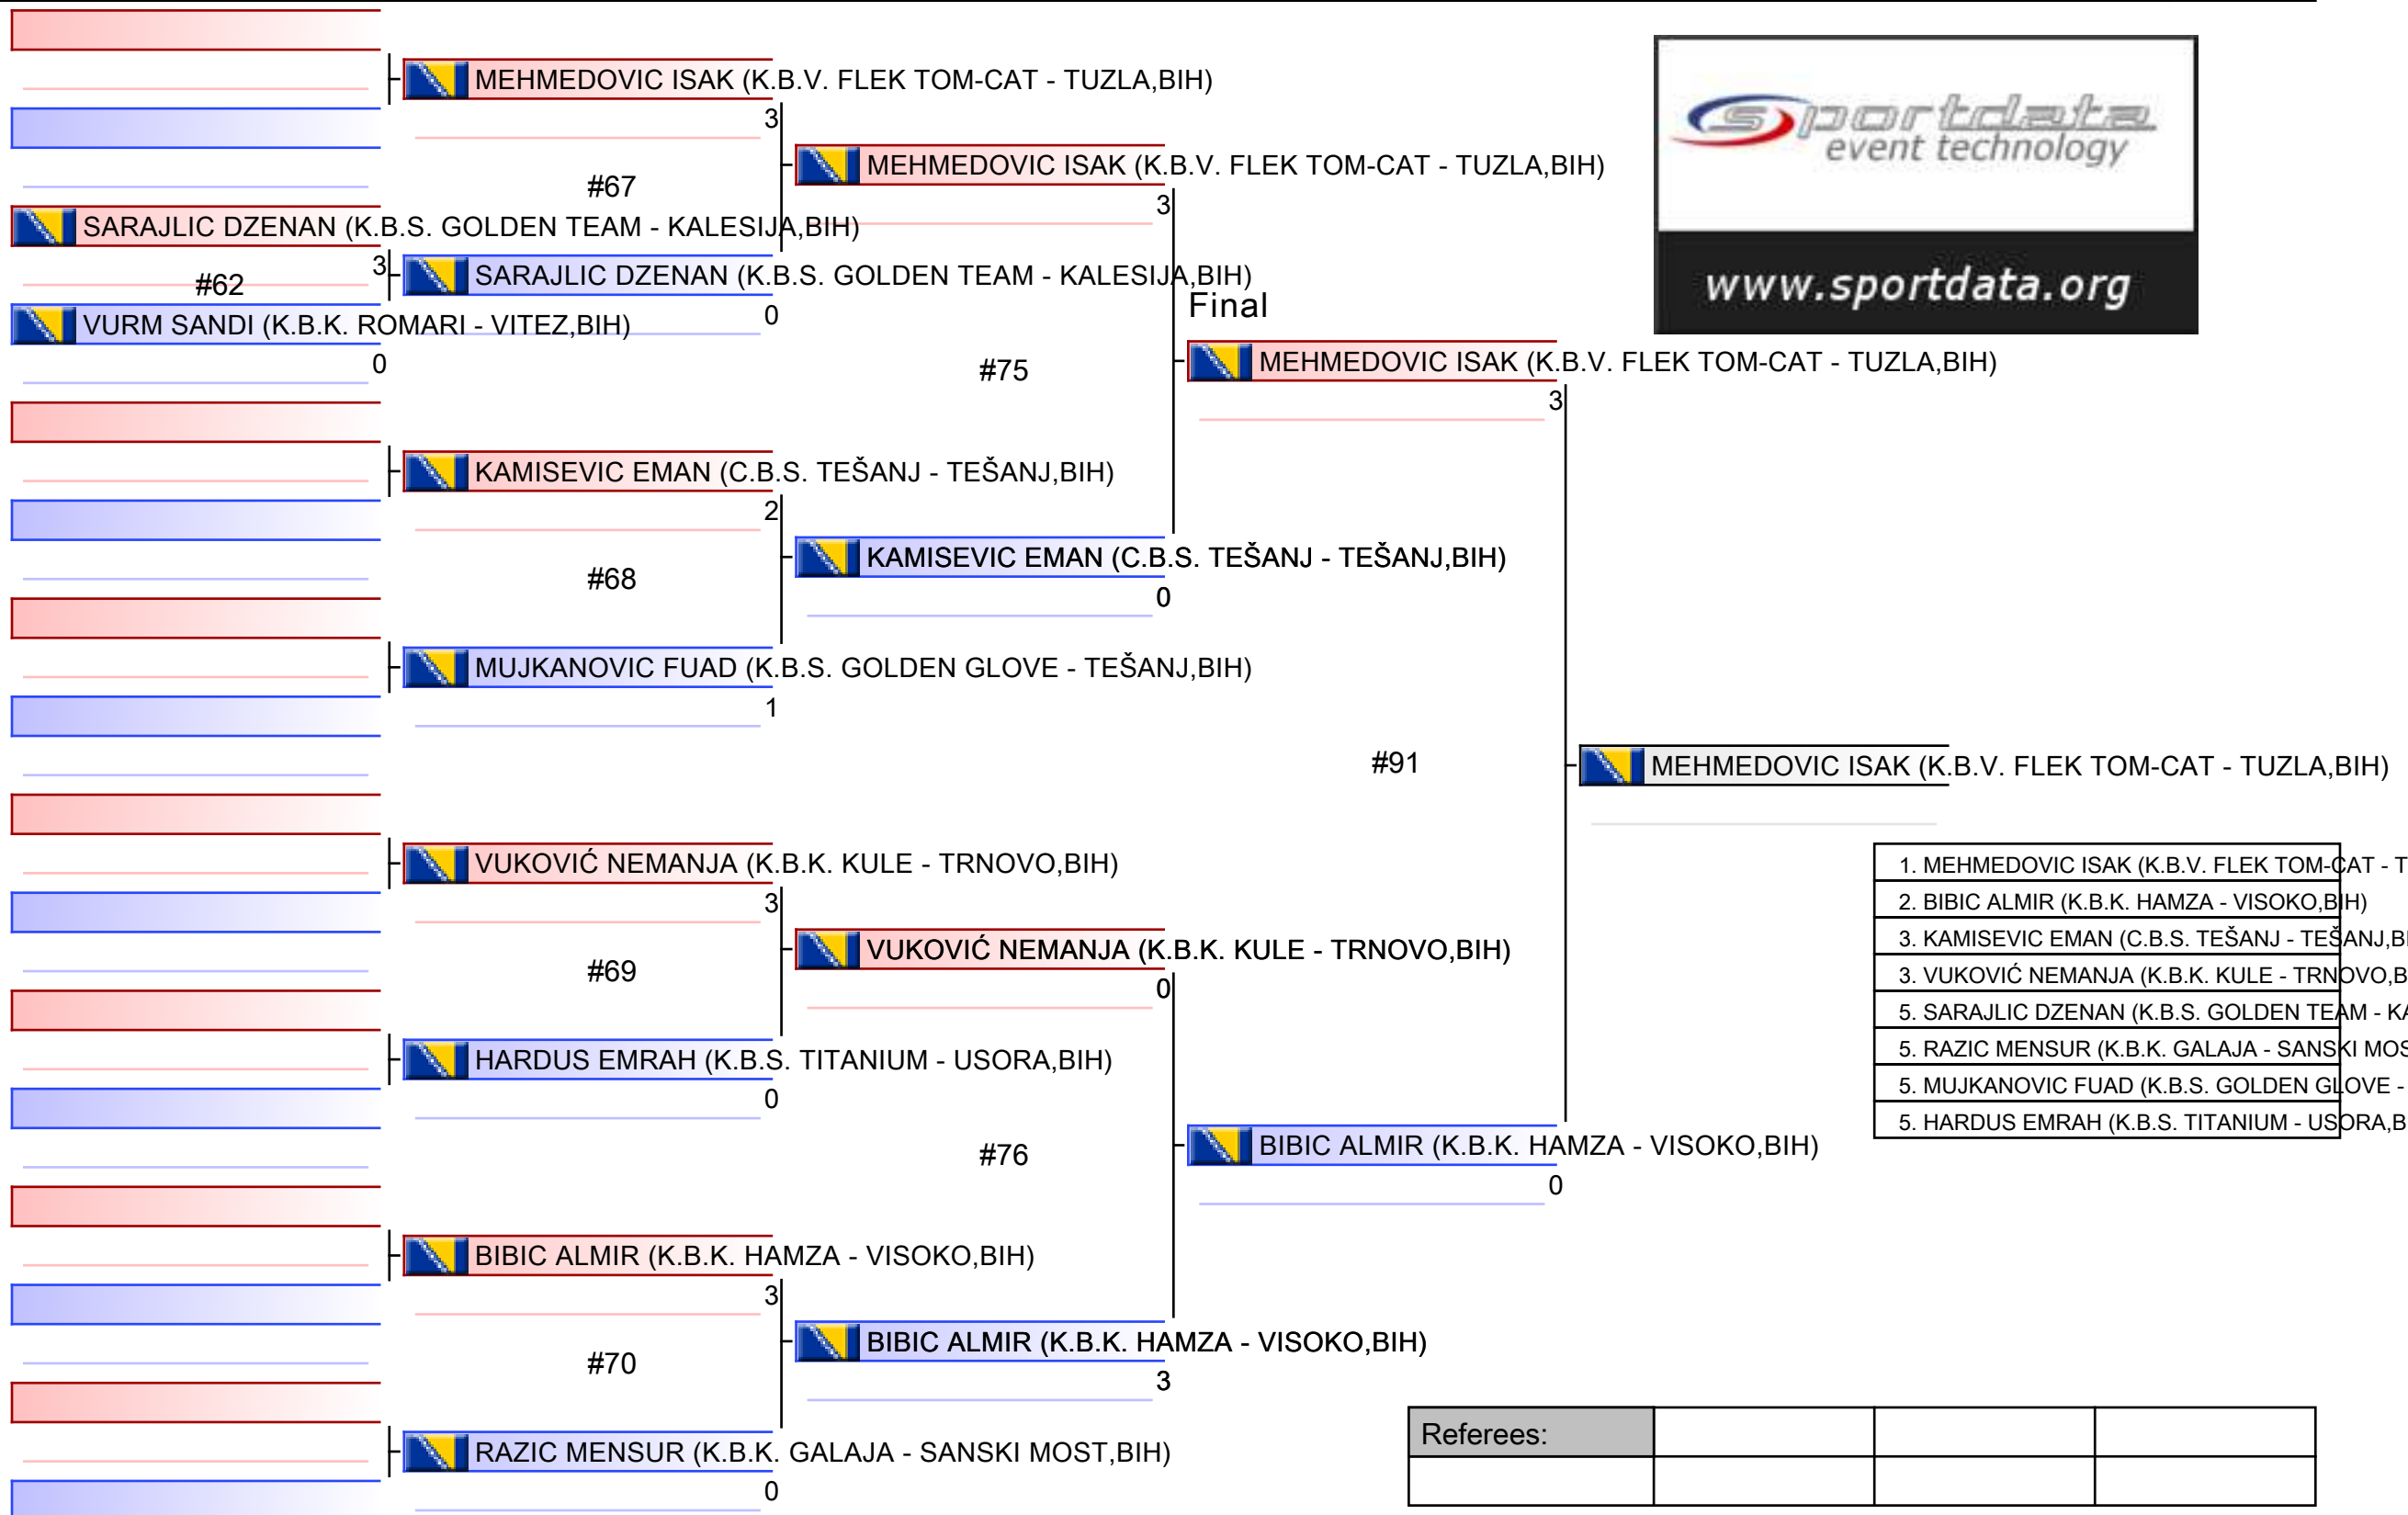 MEHMEDOVIC ISAK (K.B.V. FLEK TOM-CAT - TUZLA,BIH)
3
#67
SARAJLIC DZENAN (K.B.S. GOLDEN TEAM - KALESIJA,BIH)
3
#62
VURM SANDI (K.B.K. ROMARI - VITEZ,BIH)
0
SARAJLIC DZENAN (K.B.S. GOLDEN TEAM - KALESIJA,BIH)
0
MEHMEDOVIC ISAK (K.B.V. FLEK TOM-CAT - TUZLA,BIH)
3
#75
KAMISEVIC EMAN (C.B.S. TEŠANJ - TEŠANJ,BIH)
2
#68
MUJKANOVIC FUAD (K.B.S. GOLDEN GLOVE - TEŠANJ,BIH)
1
KAMISEVIC EMAN (C.B.S. TEŠANJ - TEŠANJ,BIH)
0
Final
MEHMEDOVIC ISAK (K.B.V. FLEK TOM-CAT - TUZLA,BIH)
3
#91
VUKOVIĆ NEMANJA (K.B.K. KULE - TRNOVO,BIH)
3
#69
HARDUS EMRAH (K.B.S. TITANIUM - USORA,BIH)
0
VUKOVIĆ NEMANJA (K.B.K. KULE - TRNOVO,BIH)
0
#76
BIBIC ALMIR (K.B.K. HAMZA - VISOKO,BIH)
0
BIBIC ALMIR (K.B.K. HAMZA - VISOKO,BIH)
3
#70
RAZIC MENSUR (K.B.K. GALAJA - SANSKI MOST,BIH)
0
BIBIC ALMIR (K.B.K. HAMZA - VISOKO,BIH)
3
MEHMEDOVIC ISAK (K.B.V. FLEK TOM-CAT - TUZLA,BIH)
sportdata
event technology
www.sportdata.org
1. MEHMEDOVIC ISAK (K.B.V. FLEK TOM-CAT - T
2. BIBIC ALMIR (K.B.K. HAMZA - VISOKO,BIH)
3. KAMISEVIC EMAN (C.B.S. TEŠANJ - TEŠANJ,BI
3. VUKOVIĆ NEMANJA (K.B.K. KULE - TRNOVO,B
5. SARAJLIC DZENAN (K.B.S. GOLDEN TEAM - KA
5. RAZIC MENSUR (K.B.K. GALAJA - SANSKI MOS
5. MUJKANOVIC FUAD (K.B.S. GOLDEN GLOVE -
5. HARDUS EMRAH (K.B.S. TITANIUM - USORA,B
Referees: